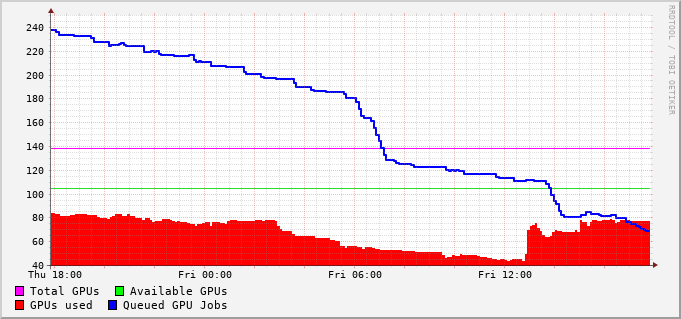 RRDTOOL / TOBI OETIKER
240
220
200
180
160
140
120
100
80
60
40
Thu 18:00 Fri 00:00 Fri 06:00 Fri 12:00
Total GPUs Available GPUs
GPUs used Queued GPU Jobs